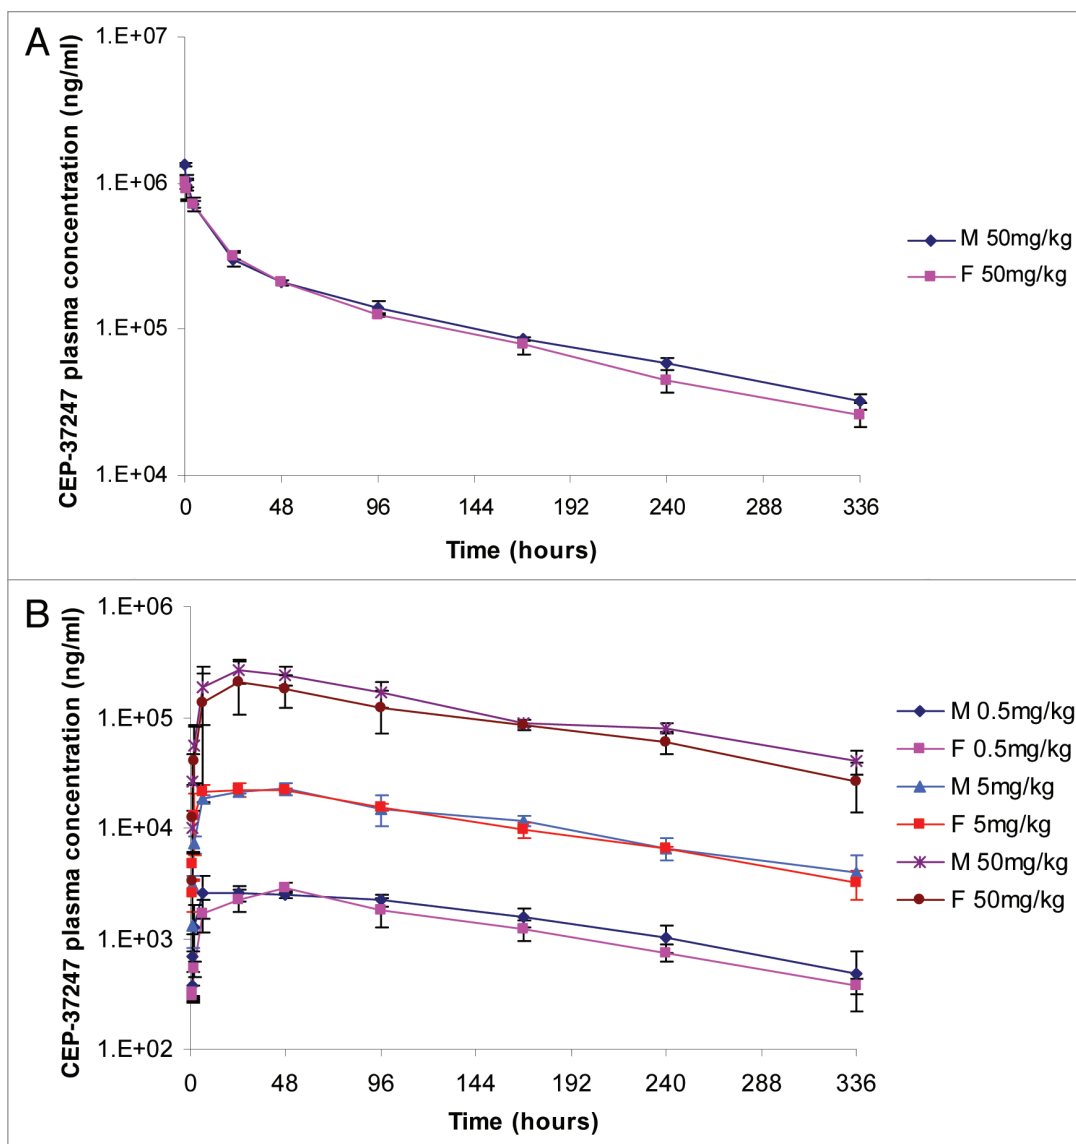 A
CEP-37247 plasma concentration (ng/ml)
1.E+07
1.E+06
1.E+05
1.E+04
0 48 96 144 192 240 288 336
Time (hours)
M 50mg/kg
F 50mg/kg
B
CEP-37247 plasma concentration (ng/ml)
1.E+06
1.E+05
1.E+04
1.E+03
1.E+02
0 48 96 144 192 240 288 336
Time (hours)
M 0.5mg/kg
F 0.5mg/kg
M 5mg/kg
F 5mg/kg
M 50mg/kg
F 50mg/kg